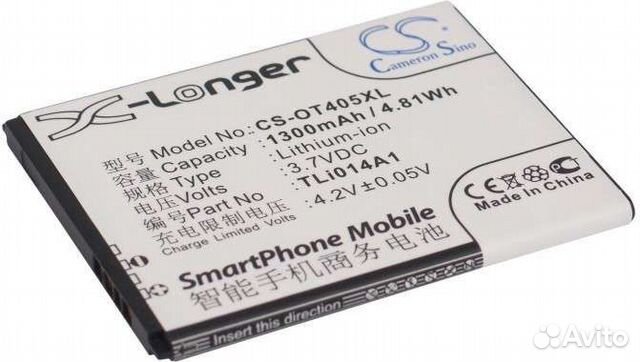 X-Longer
CS
Cameron Sino
型号/Model No.: CS-OT405XL
容量/Capacity: 1300mAh / 4.81Wh
规格/Type: Lithium-ion
电压/Volts: 3.7VDC
编号/Part No.: TLi014A1
充电限制电压/ 4.2V±0.05V
Charge Limited Volts
SmartPhone Mobile
智能手机商务电池
CE
Made in China
Avito